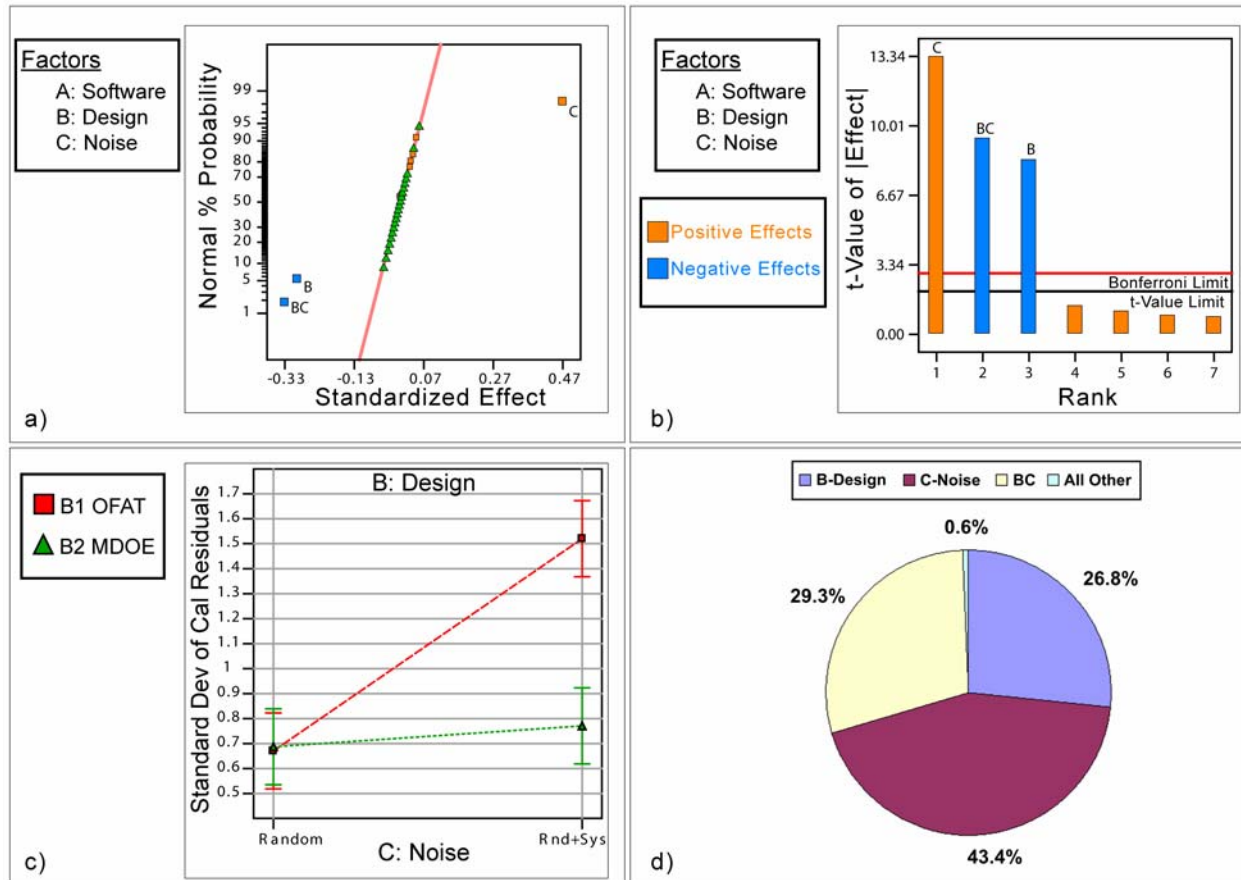 Factors
A: Software
B: Design
C: Noise
Normal % Probability
99
95
90
80
70
50
30
20
10
5
1
C
B
BC
-0.33
-0.13
0.07
0.27
0.47
Standardized Effect
a)
Factors
A: Software
B: Design
C: Noise
Positive Effects
Negative Effects
t-Value of |Effect|
13.34
10.01
6.67
3.34
0.00
C
BC
B
Bonferroni Limit
t-Value Limit
1
2
3
4
5
6
7
Rank
b)
B1 OFAT
B2 MDOE
B: Design
Standard Dev of Cal Residuals
1.7
1.6
1.5
1.4
1.3
1.2
1.1
1
0.9
0.8
0.7
0.6
0.5
Random
Rnd+Sys
C: Noise
c)
B-Design
C-Noise
BC
All Other
0.6%
26.8%
29.3%
43.4%
d)